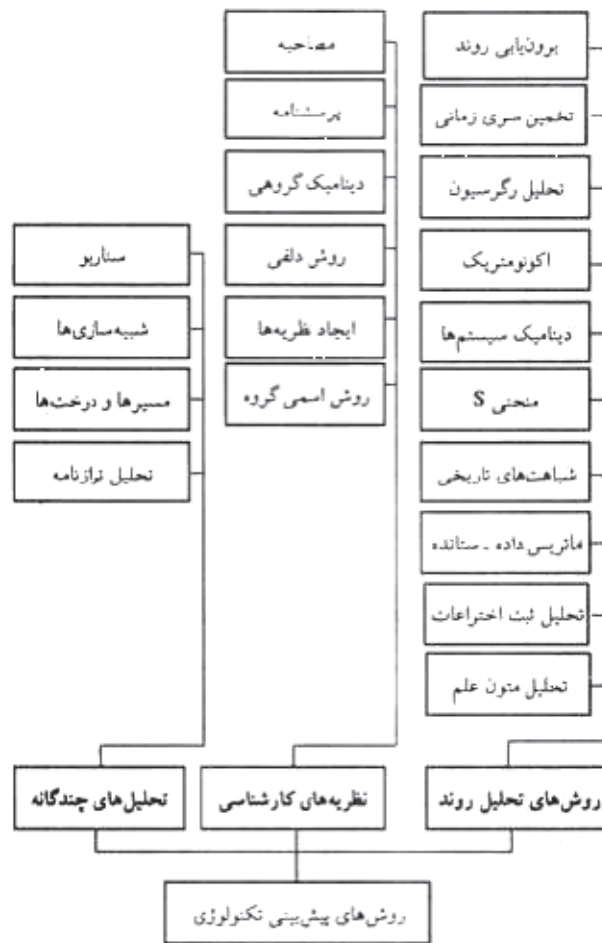 برون‌یابی روند
تخمین سری زمانی
تحلیل رگرسیون
اکونومتریک
دینامیک سیستم‌ها
منحنی S
شباهت‌های تاریخی
ماتریس داده ـ ستانده
تحلیل ثبت اختراعات
تحلیل متون علم
روش‌های تحلیل روند
مصاحبه
پرسشنامه
دینامیک گروهی
روش دلفی
ایجاد نظریه‌ها
روش اسمی گروه
نظریه‌های کارشناسی
سناریو
شبیه‌سازی‌ها
مسیرها و درخت‌ها
تحلیل ترازنامه
تحلیل‌های چندگانه
روش‌های پیش‌بینی تکنولوژی